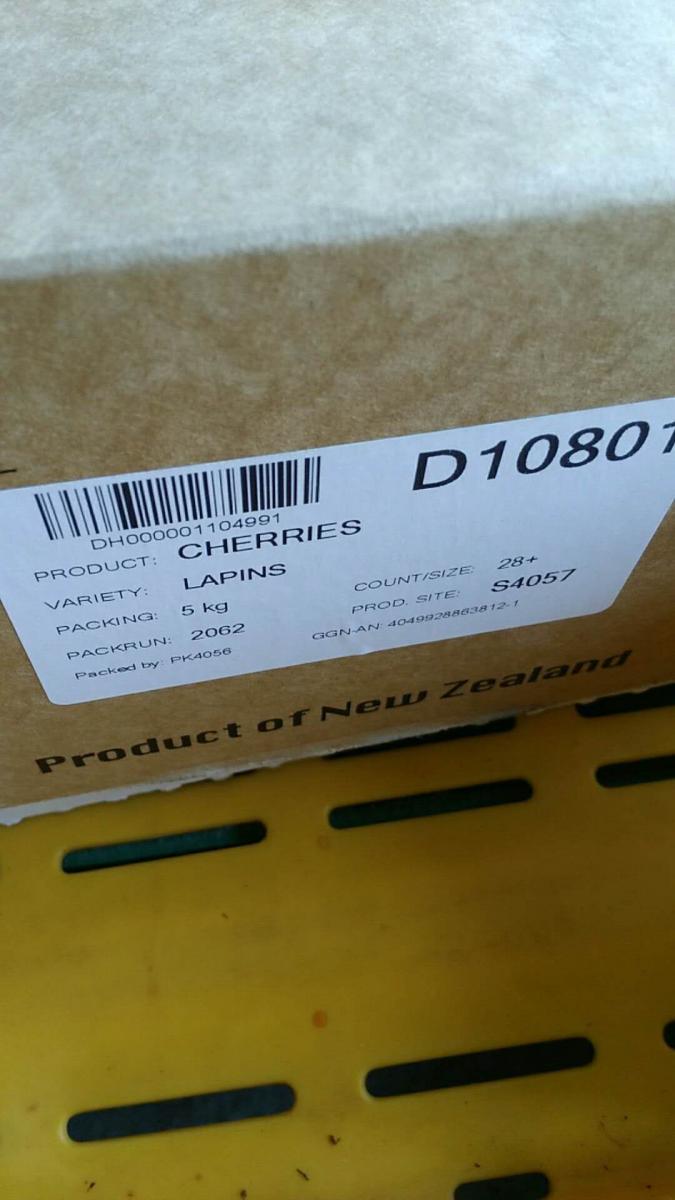 D10801
DH000001104991
PRODUCT: CHERRIES
VARIETY: LAPINS
PACKING: 5 kg
COUNT/SIZE: 28+
PACKRUN: 2062
PROD. SITE: S4057
Packed by: PK4056
GGN-AN: 4049928863812-1
Product of New Zealand